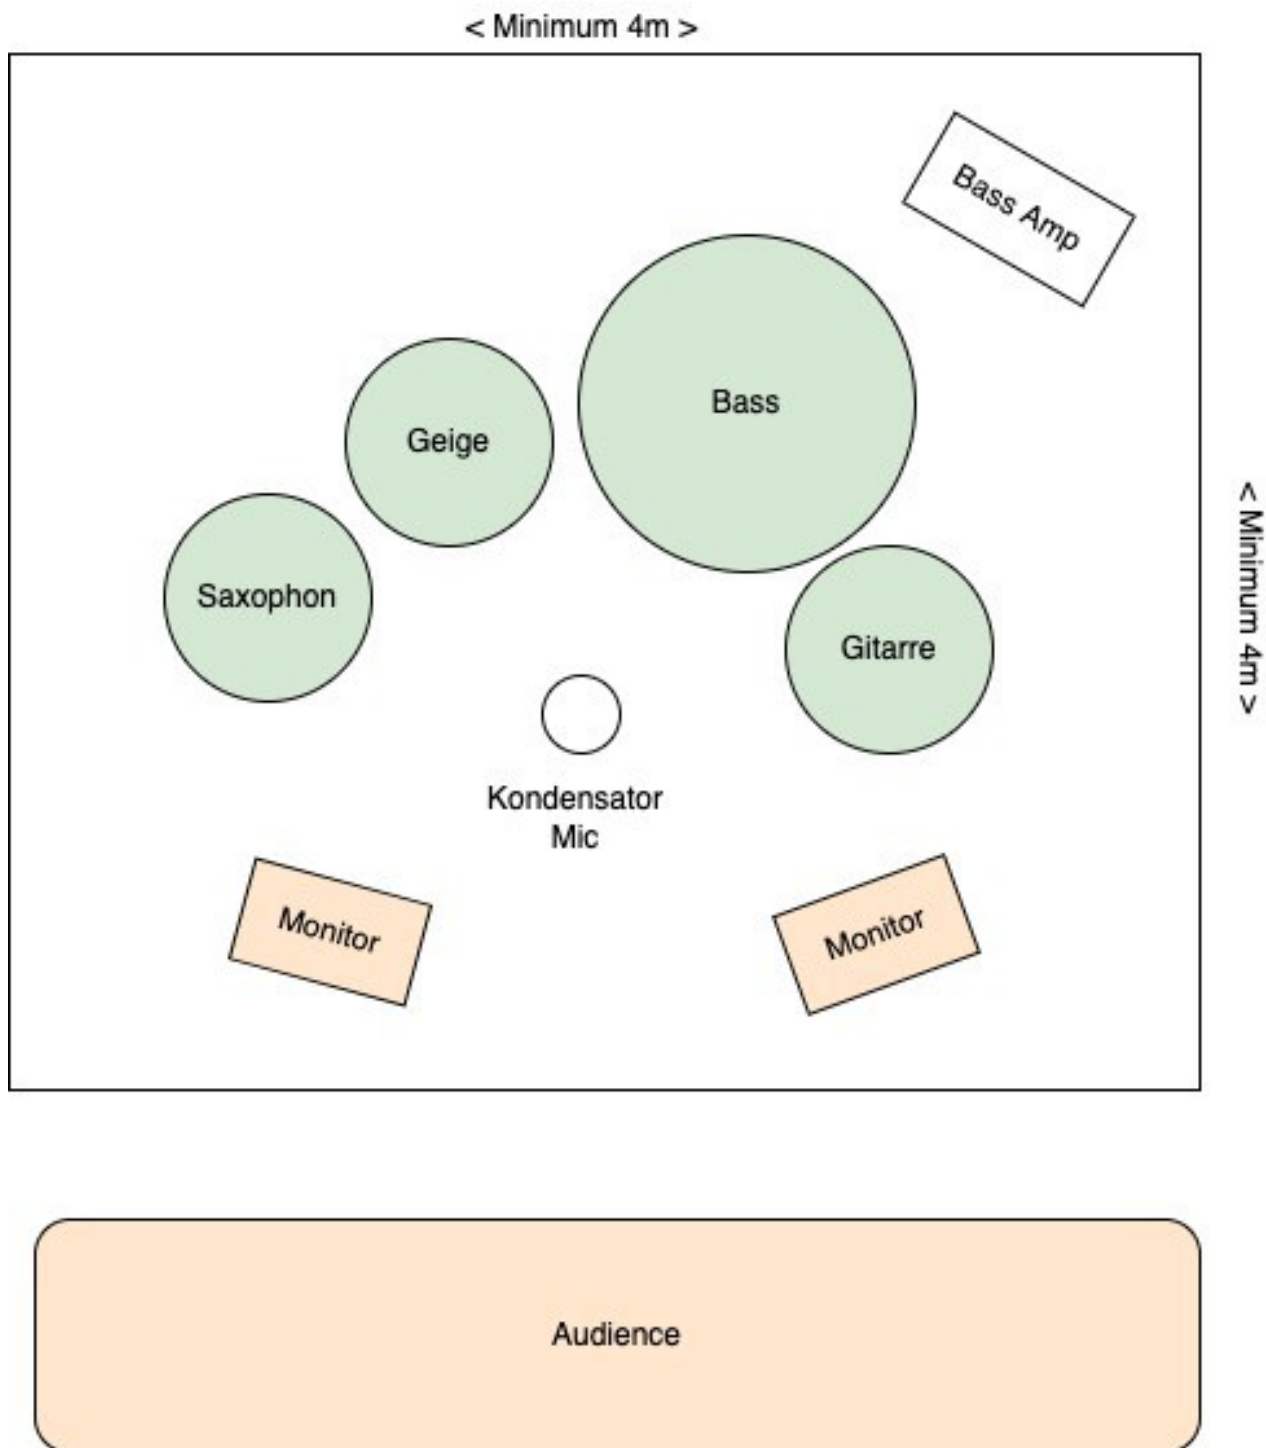 < Minimum 4m >
Bass Amp
Bass
Geige
Saxophon
Gitarre
< Minimum 4m >
Kondensator
Mic
Monitor
Monitor
Audience